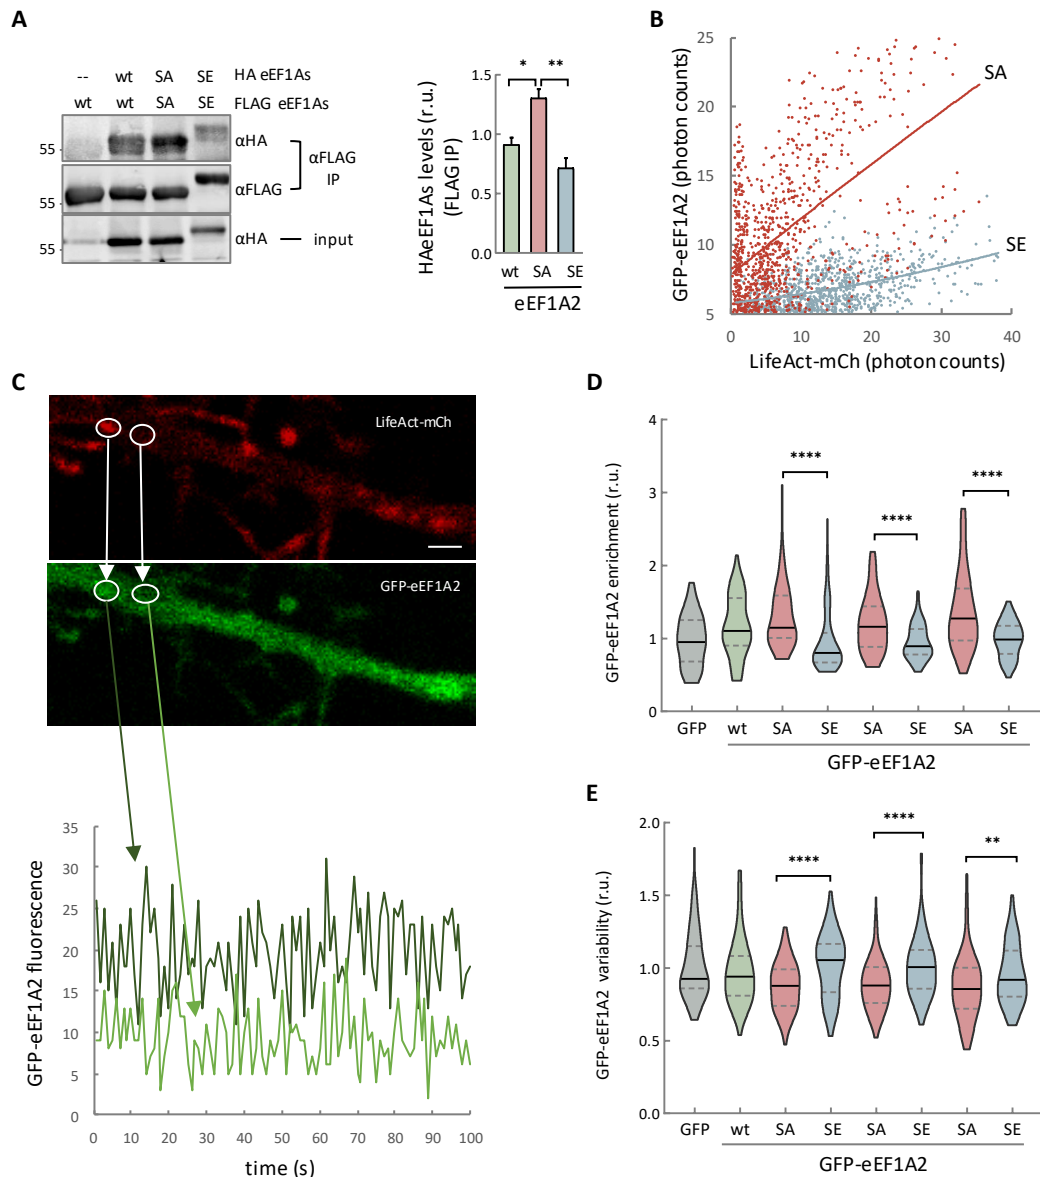 A
-- wt SA SE HA eEF1As
wt wt SA SE FLAG eEF1As
55 αHA
αFLAG
IP
55 αFLAG
55 αHA input
HAeEF1As levels (r.u.)
(FLAG IP)
1.5
1.0
0.5
0.0
* **
wt SA SE
eEF1A2
B
GFP-eEF1A2 (photon counts)
25
20
15
10
5
SA
SE
0 10 20 30 40
LifeAct-mCh (photon counts)
C
LifeAct-mCh
GFP-eEF1A2
GFP-eEF1A2 fluorescence
35
30
25
20
15
10
5
0
0 10 20 30 40 50 60 70 80 90 100
time (s)
D
GFP-eEF1A2 enrichment (r.u.)
4
3
2
1
0
**** **** ****
GFP wt SA SE SA SE SA SE
GFP-eEF1A2
E
GFP-eEF1A2 variability (r.u.)
2.0
1.5
1.0
0.5
0.0
**** **** **
GFP wt SA SE SA SE SA SE
GFP-eEF1A2